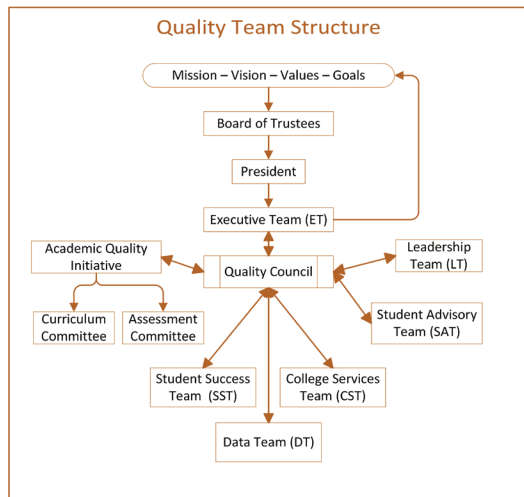 Quality Team Structure
Mission – Vision – Values – Goals
Board of Trustees
President
Executive Team (ET)
Academic Quality
Initiative
Quality Council
Leadership
Team (LT)
Curriculum
Committee
Assessment
Committee
Student Advisory
Team (SAT)
Student Success
Team (SST)
College Services
Team (CST)
Data Team (DT)